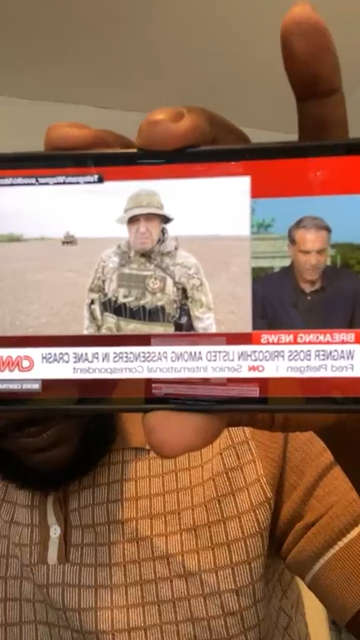 BREAKING NEWS
WAGNER BOSS PRIGOZHIN LISTED AMONG PASSENGERS IN PLANE CRASH
Fred Pleitgen | CNN Senior International Correspondent
CNN